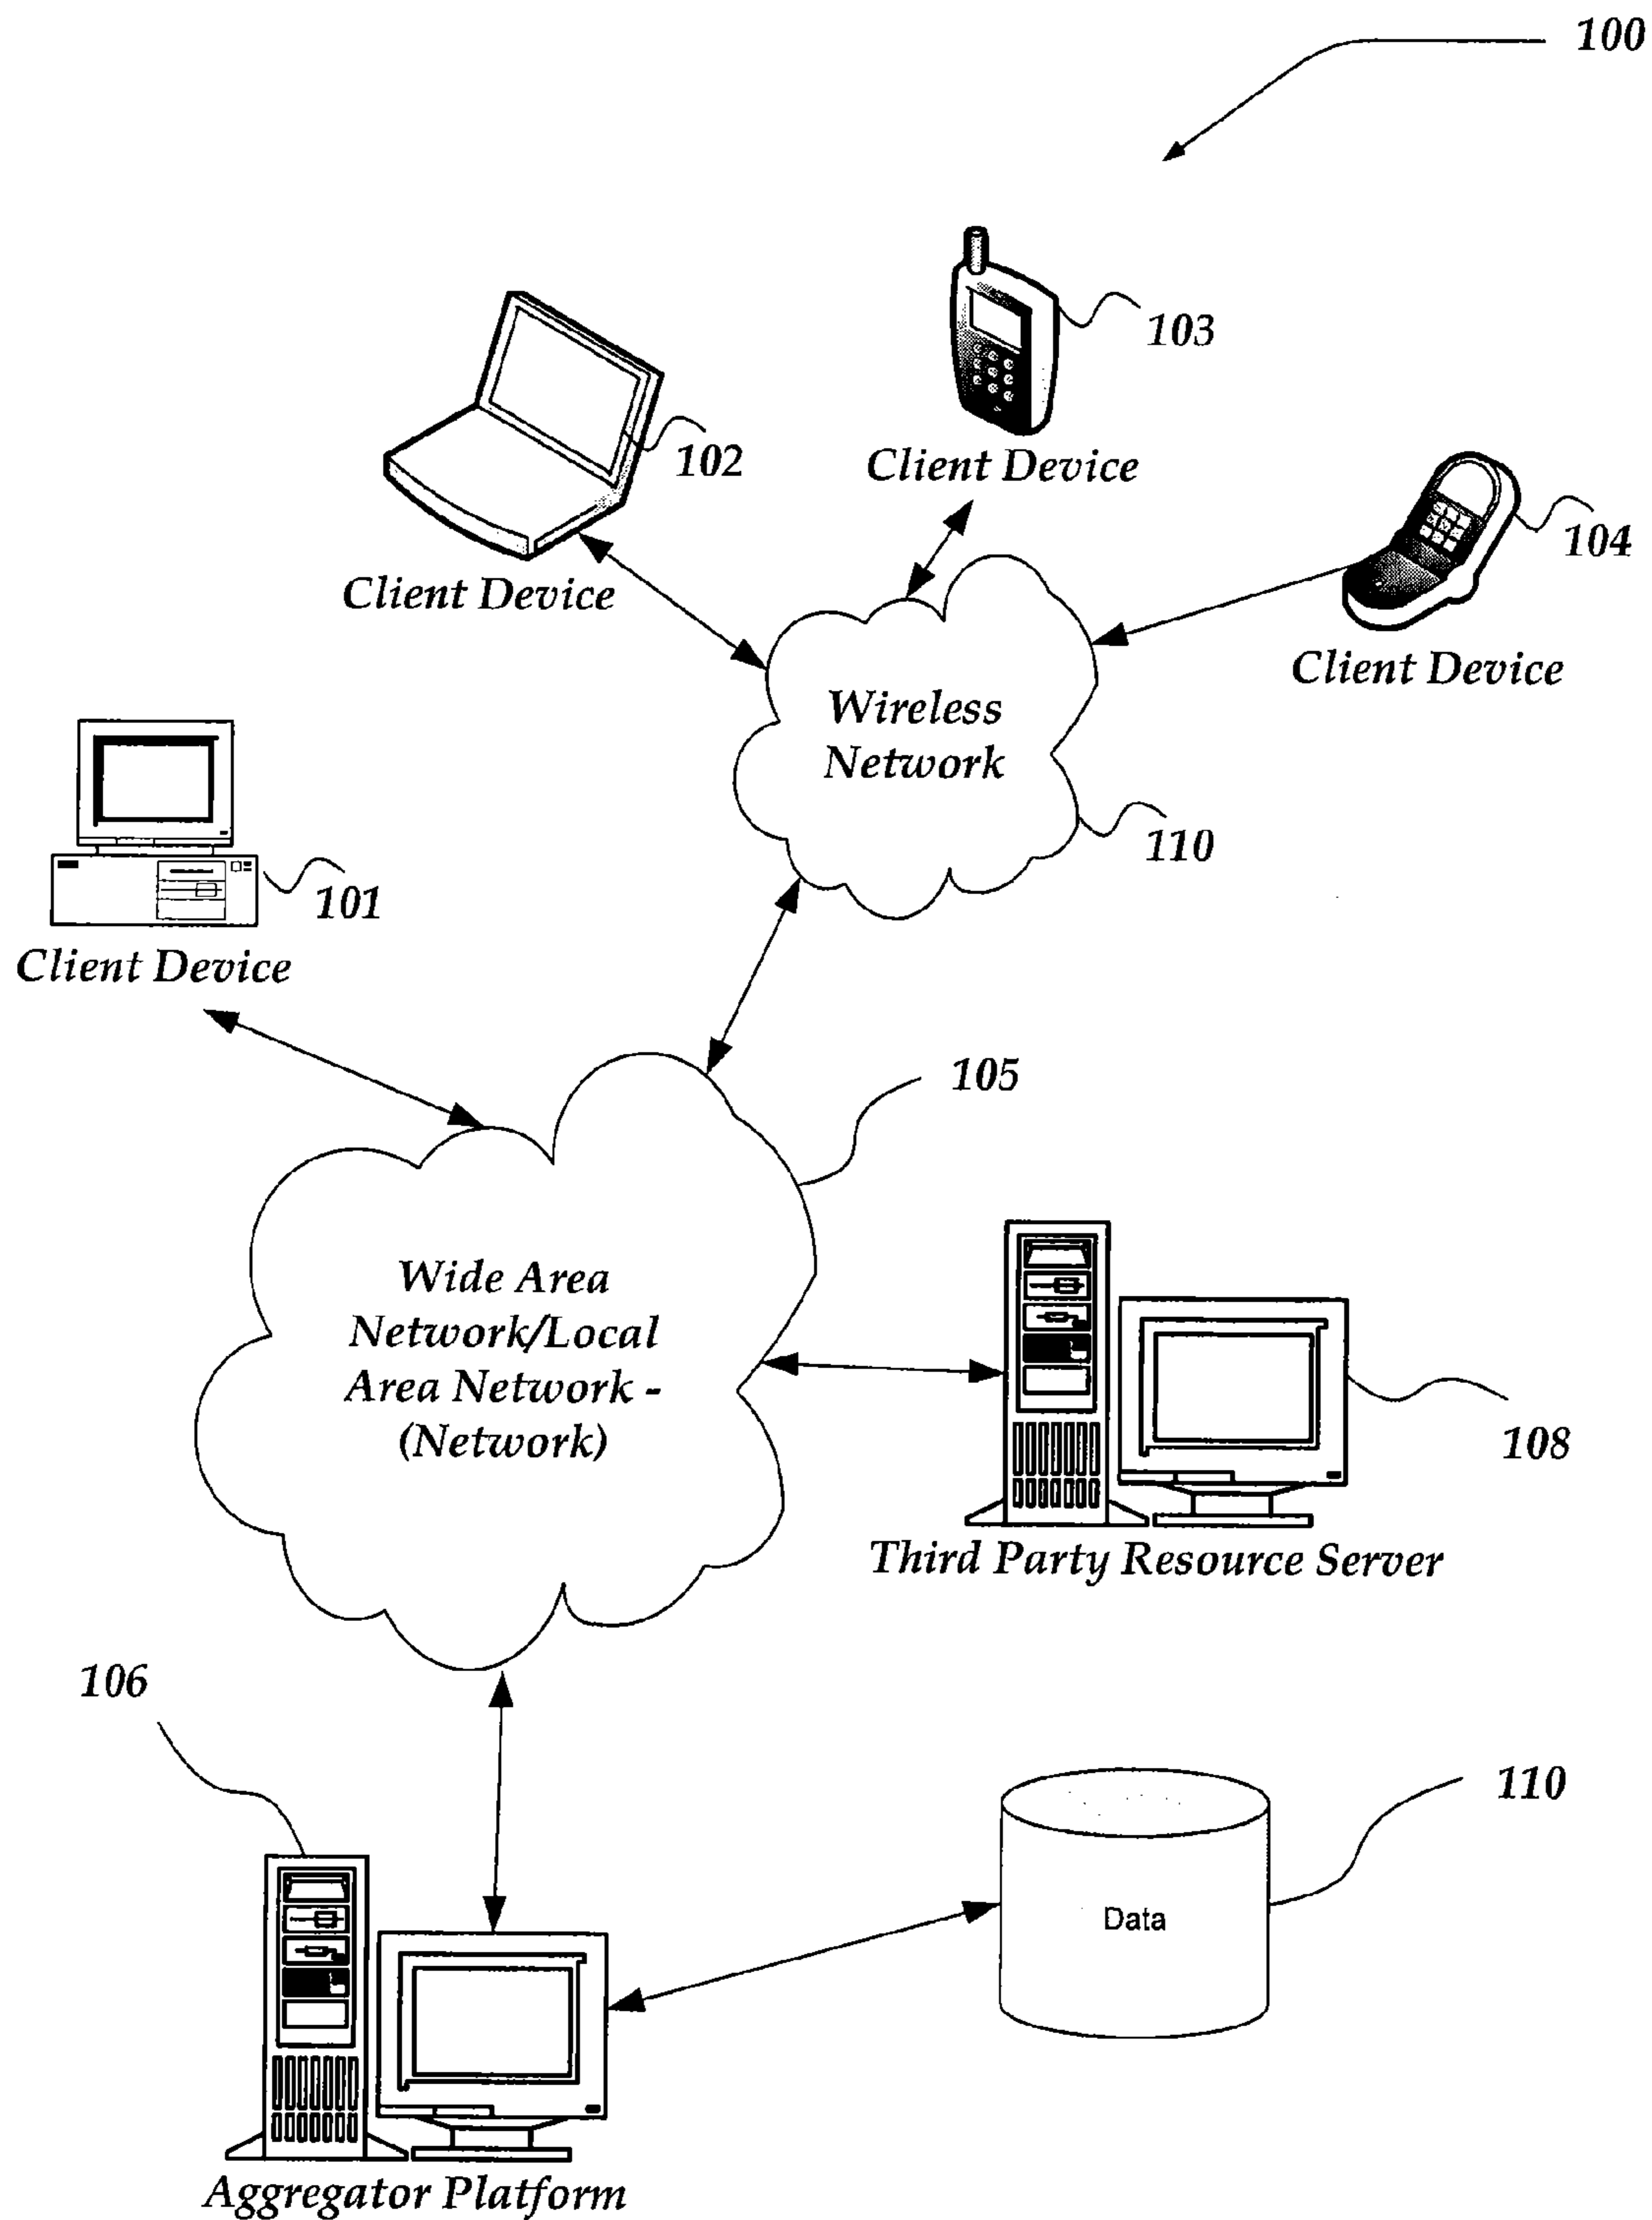 100
103
102
Client Device
104
Client Device
Client Device
Wireless
Network
110
101
Client Device
105
Wide Area
Network/Local
Area Network -
(Network)
108
Third Party Resource Server
106
110
Data
Aggregator Platform